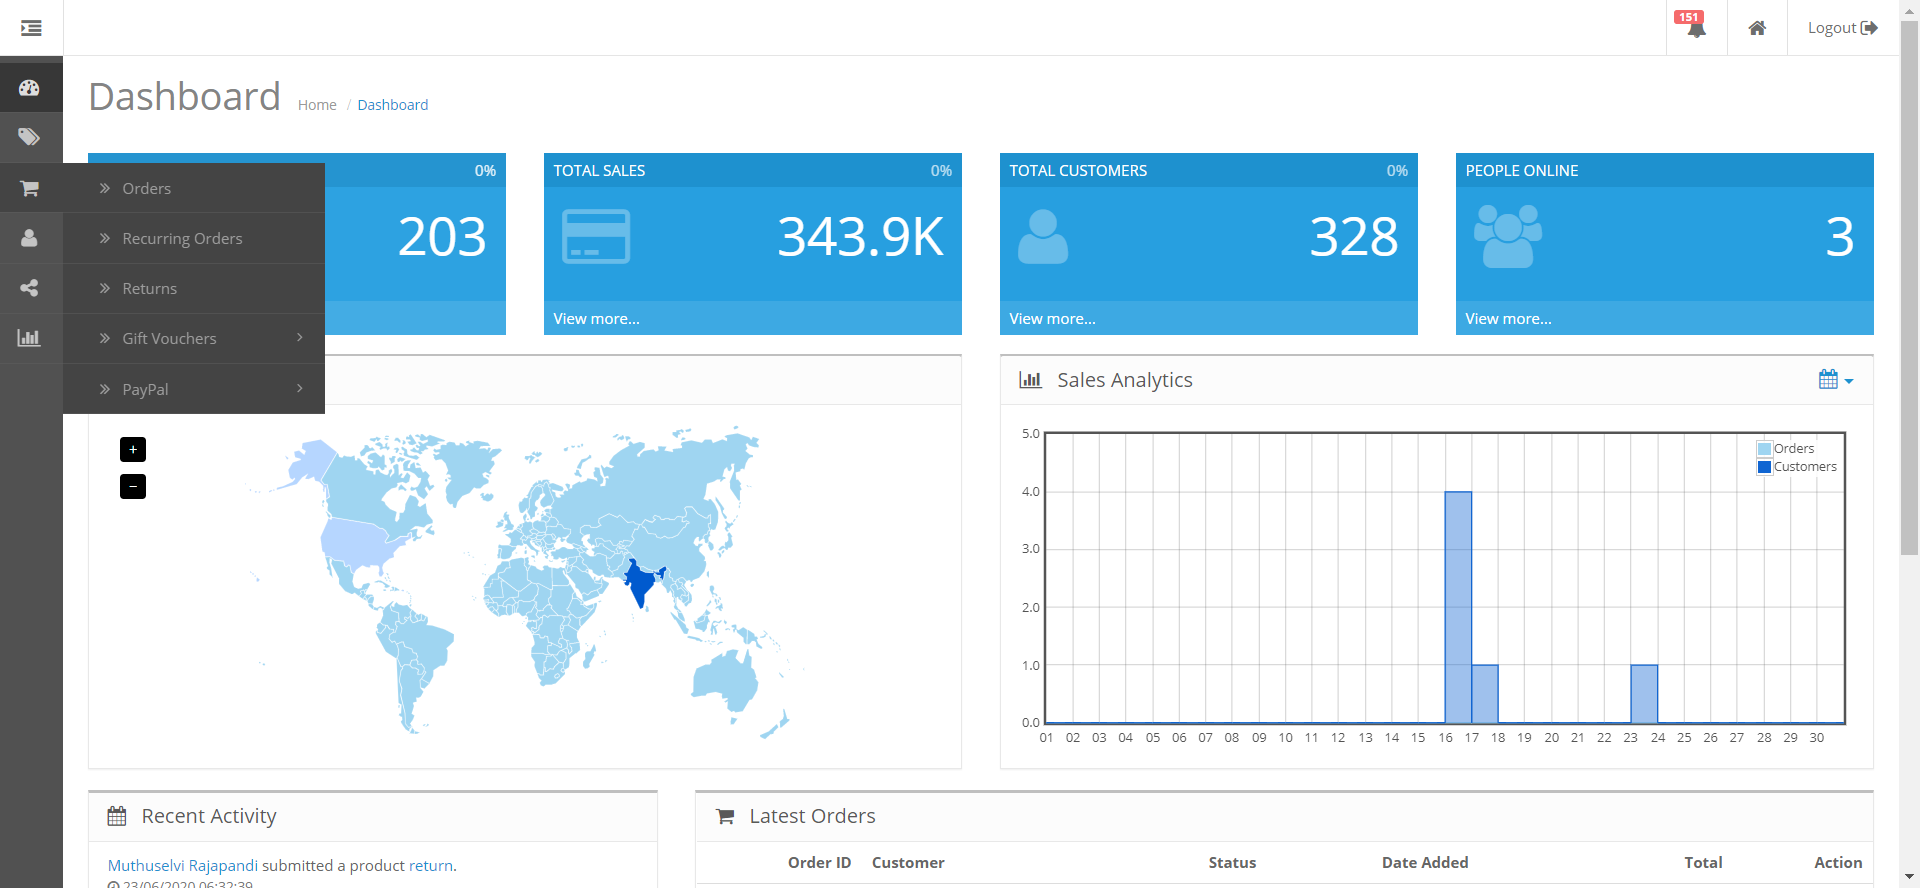 151
Logout
Dashboard
Home / Dashboard
0%
203
TOTAL SALES 0%
343.9K
View more...
TOTAL CUSTOMERS 0%
328
View more...
PEOPLE ONLINE
3
View more...
Orders
Recurring Orders
Returns
Gift Vouchers
PayPal
+
−
Sales Analytics
5.0
4.0
3.0
2.0
1.0
0.0
Orders
Customers
01 02 03 04 05 06 07 08 09 10 11 12 13 14 15 16 17 18 19 20 21 22 23 24 25 26 27 28 29 30
Recent Activity
Muthuselvi Rajapandi submitted a product return.
23/06/2020 06:32:39
Latest Orders
Order ID Customer Status Date Added Total Action